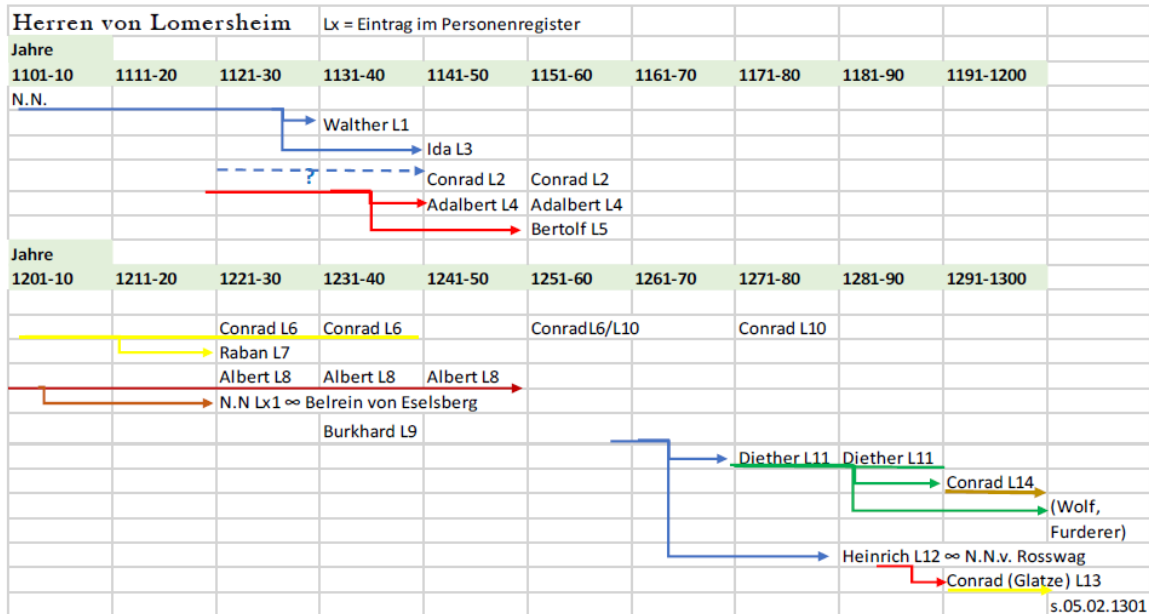 Herren von Lomersheim Lx = Eintrag im Personenregister
Jahre
1101-10 1111-20 1121-30 1131-40 1141-50 1151-60 1161-70 1171-80 1181-90 1191-1200
N.N.
Walther L1
Ida L3
?
Conrad L2 Conrad L2
Adalbert L4 Adalbert L4
Bertolf L5
Jahre
1201-10 1211-20 1221-30 1231-40 1241-50 1251-60 1261-70 1271-80 1281-90 1291-1300
Conrad L6 Conrad L6 ConradL6/L10 Conrad L10
Raban L7
Albert L8 Albert L8 Albert L8
N.N Lx1 ∞ Belrein von Eselsberg
Burkhard L9
Diether L11 Diether L11
Conrad L14
(Wolf,
Furderer)
Heinrich L12 ∞ N.N.v. Rosswag
Conrad (Glatze) L13
s.05.02.1301